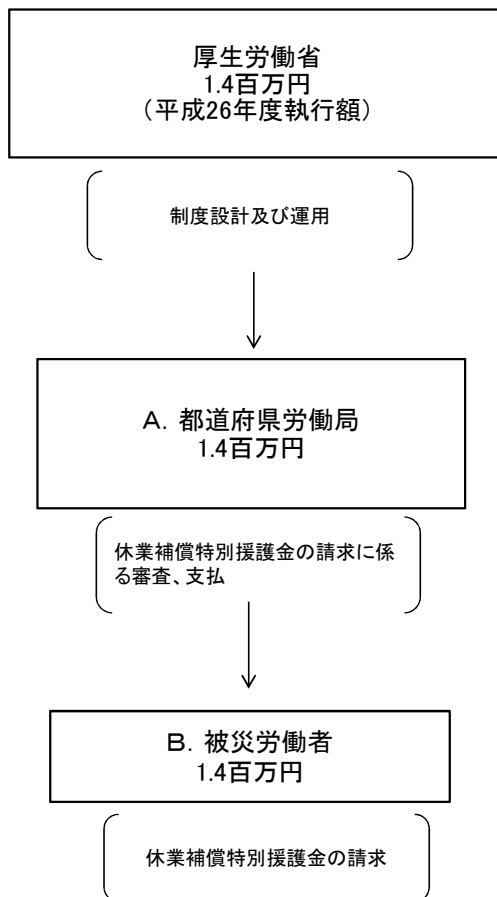 厚生労働省
1.4百万円
（平成26年度執行額）
制度設計及び運用
A．都道府県労働局
1.4百万円
休業補償特別援護金の請求に係
る審査、支払
B．被災労働者
1.4百万円
休業補償特別援護金の請求